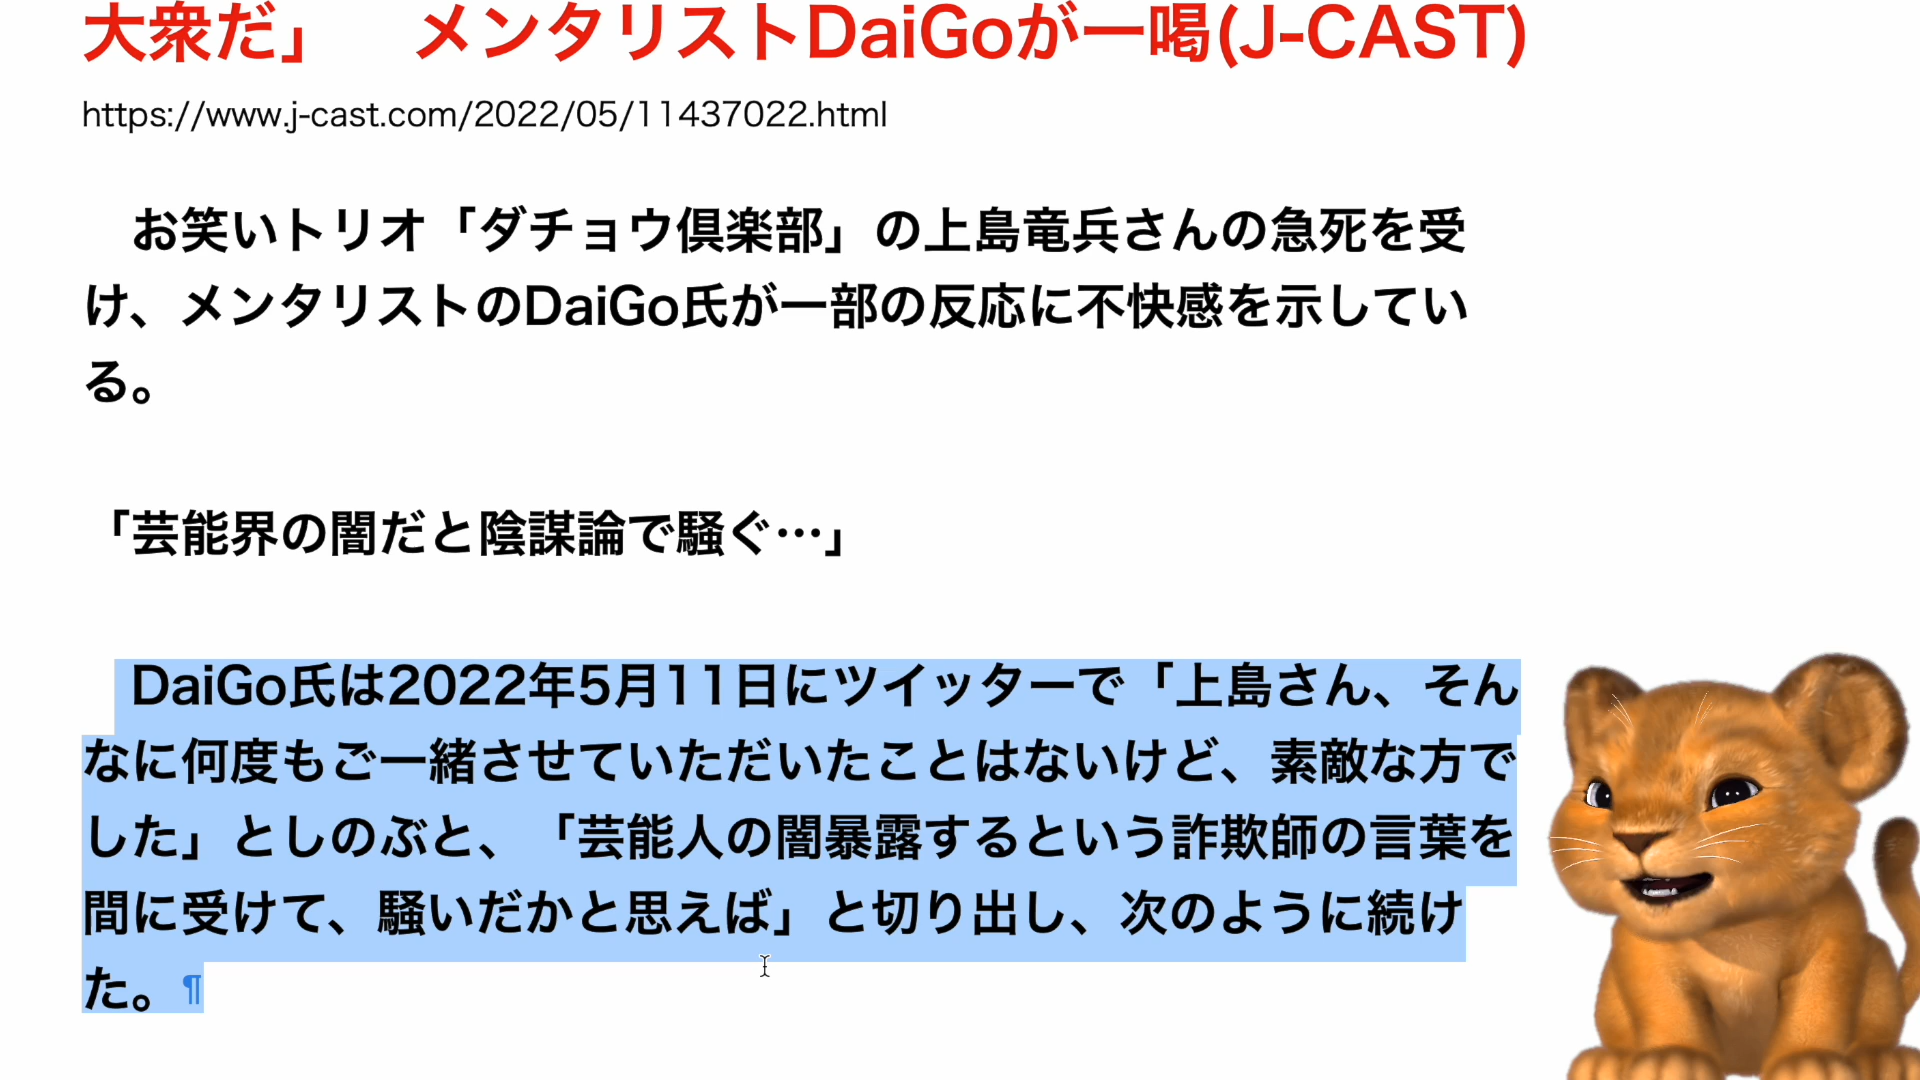 大衆だ」　メンタリストDaiGoが一喝(J-CAST)
https://www.j-cast.com/2022/05/11437022.html
お笑いトリオ「ダチョウ倶楽部」の上島竜兵さんの急死を受
け、メンタリストのDaiGo氏が一部の反応に不快感を示してい
る。
「芸能界の闇だと陰謀論で騒ぐ…」
DaiGo氏は2022年5月11日にツイッターで「上島さん、そん
なに何度もご一緒させていただいたことはないけど、素敵な方で
した」としのぶと、「芸能人の闇暴露するという詐欺師の言葉を
間に受けて、騒いだかと思えば」と切り出し、次のように続け
た。¶